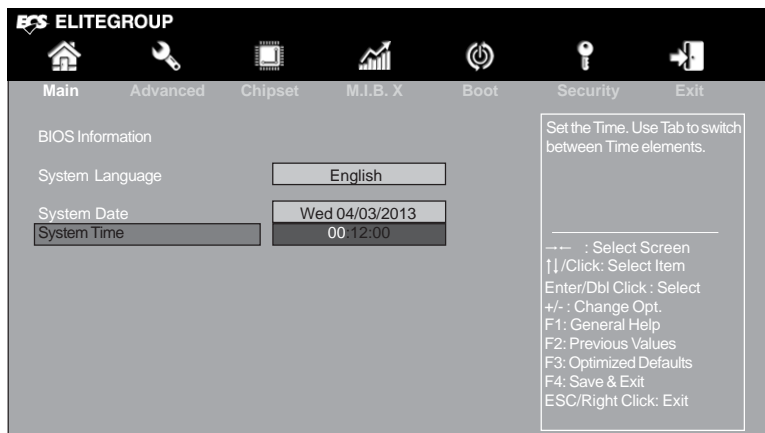 ECS ELITEGROUP
Main Advanced Chipset M.I.B. X Boot Security Exit
BIOS Information
System Language English
System Date Wed 04/03/2013
System Time 00:12:00
Set the Time. Use Tab to switch
between Time elements.
→← : Select Screen
↑↓/Click: Select Item
Enter/Dbl Click : Select
+/- : Change Opt.
F1: General Help
F2: Previous Values
F3: Optimized Defaults
F4: Save & Exit
ESC/Right Click: Exit